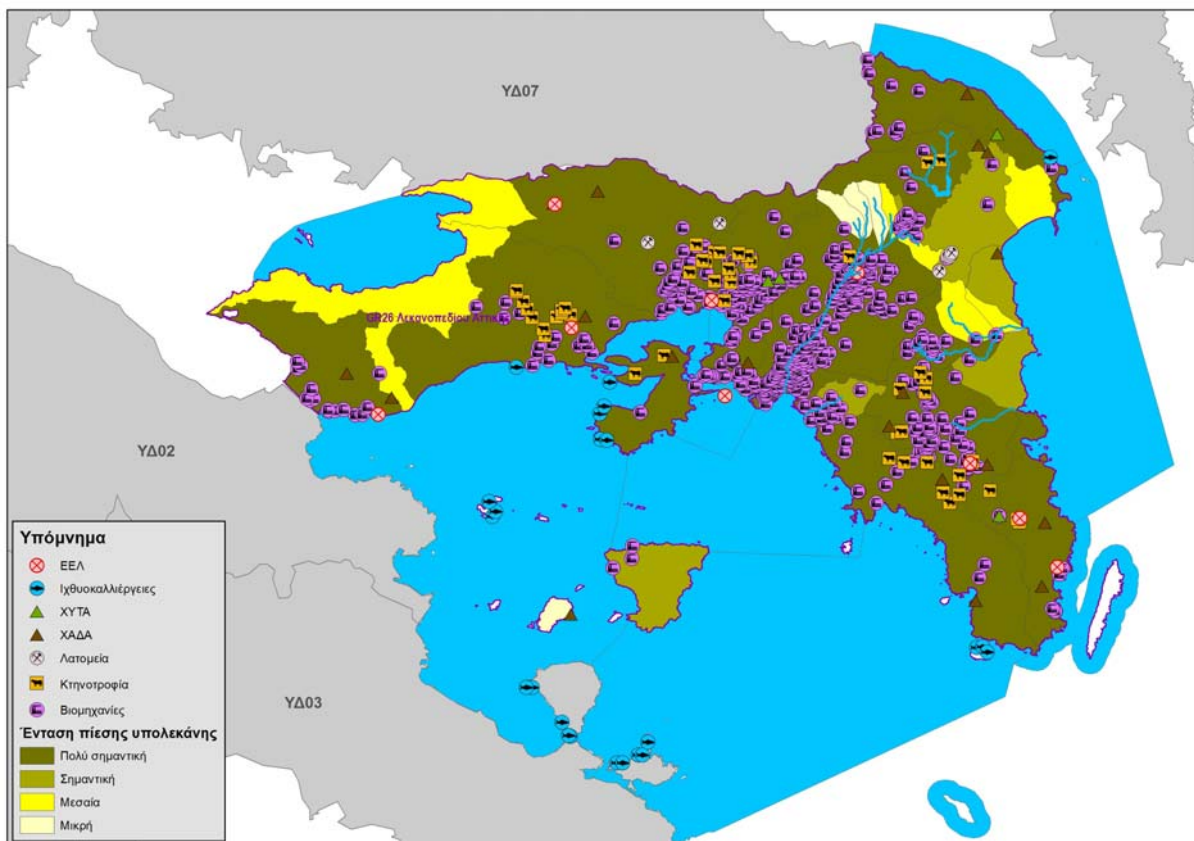 ΥΔ07
GR26 Λεκανοπεδίου Αττικής
ΥΔ02
ΥΔ03
Υπόμνημα
ΕΕΛ
Ιχθυοκαλλιέργειες
ΧΥΤΑ
ΧΑΔΑ
Λατομεία
Κτηνοτροφία
Βιομηχανίες
Ένταση πίεσης υπολεκάνης
Πολύ σημαντική
Σημαντική
Μεσαία
Μικρή